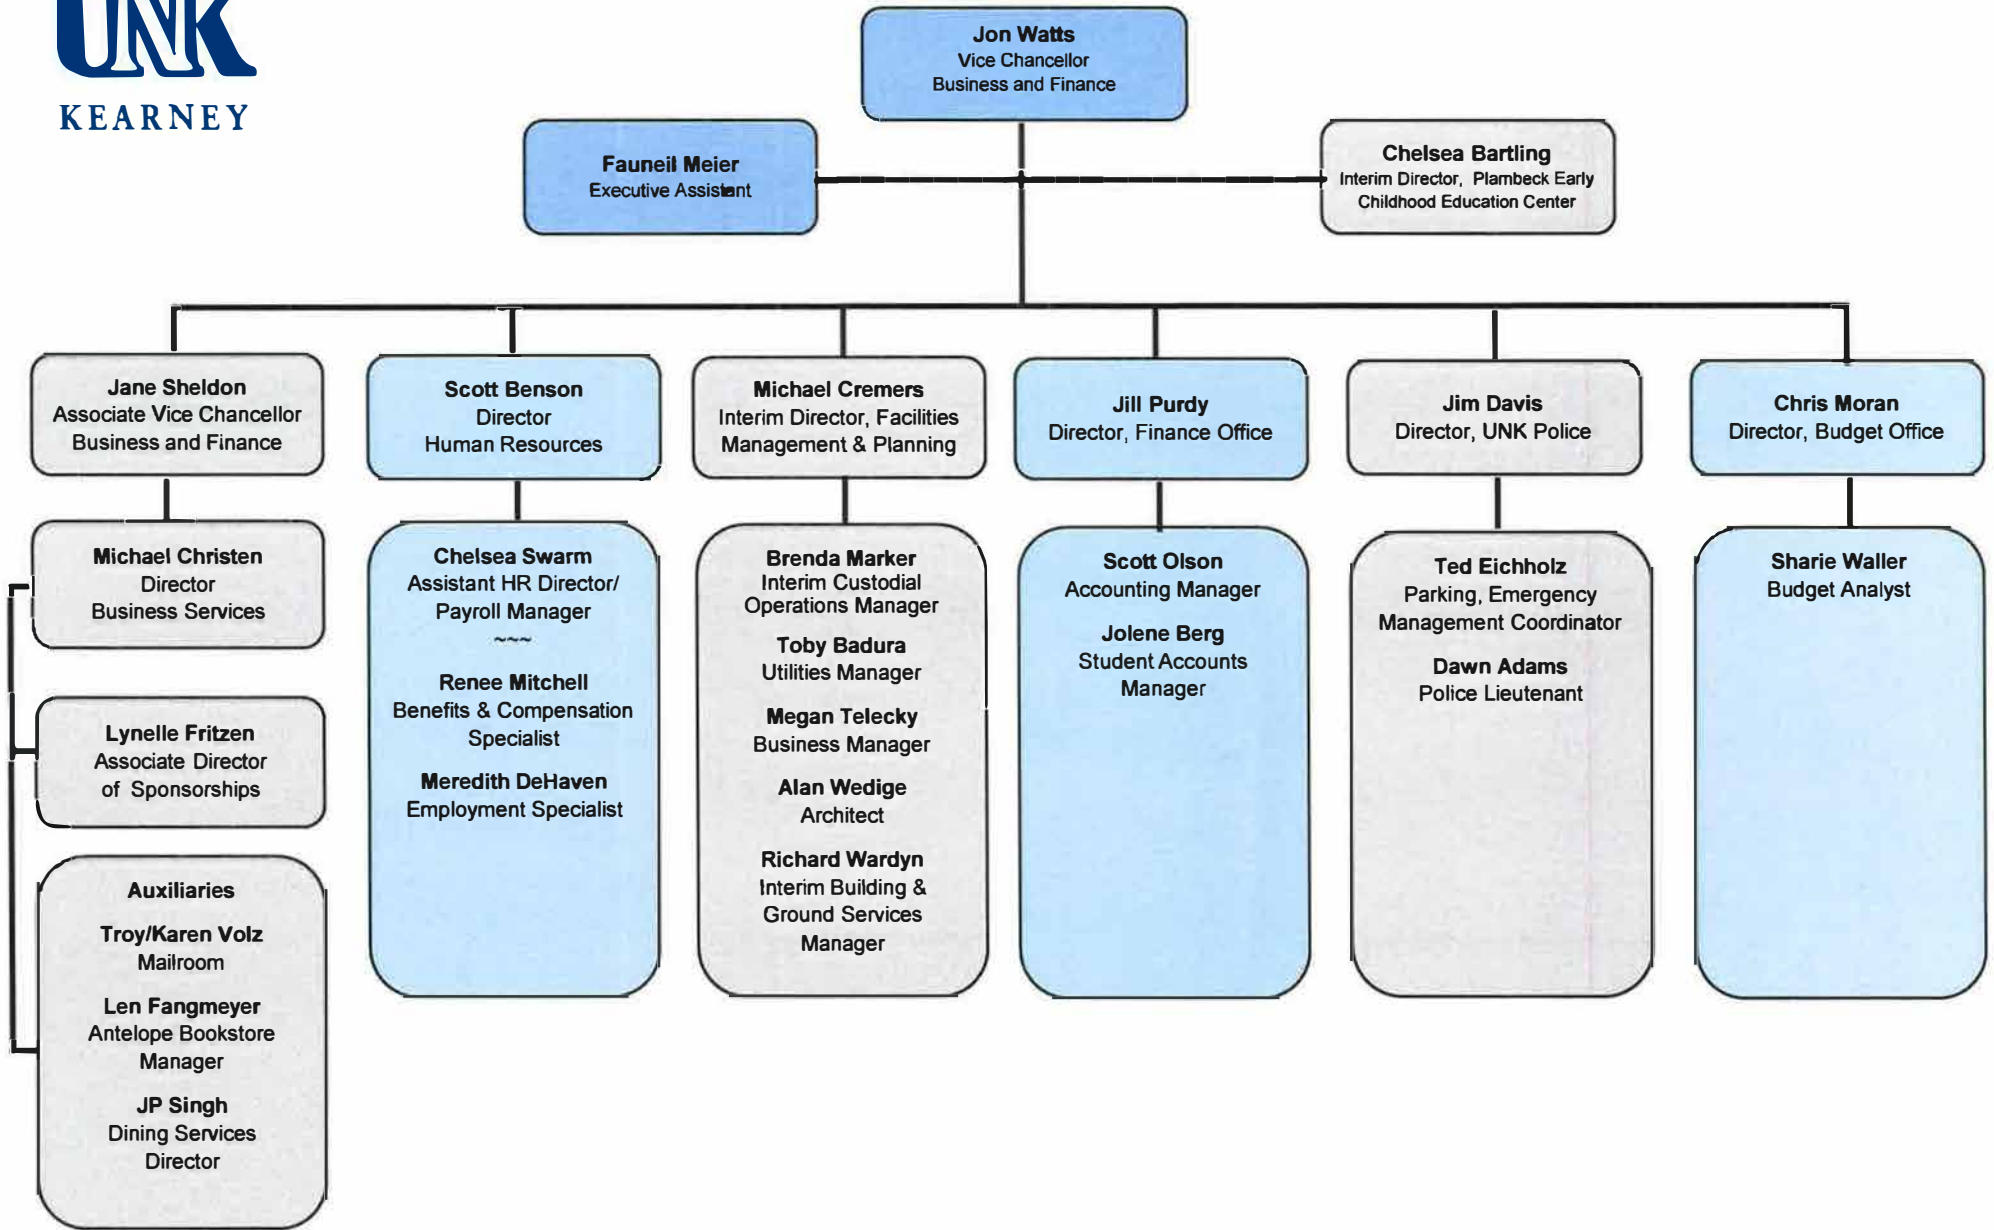 UNK
KEARNEY
Jon Watts
Vice Chancellor
Business and Finance
Fauneil Meier
Executive Assistant
Chelsea Bartling
Interim Director, Plambeck Early
Childhood Education Center
Jane Sheldon
Associate Vice Chancellor
Business and Finance
Scott Benson
Director
Human Resources
Michael Cremers
Interim Director, Facilities
Management & Planning
Jill Purdy
Director, Finance Office
Jim Davis
Director, UNK Police
Chris Moran
Director, Budget Office
Michael Christen
Director
Business Services
Lynelle Fritzen
Associate Director
of Sponsorships
Auxiliaries
Troy/Karen Volz
Mailroom
Len Fangmeyer
Antelope Bookstore
Manager
JP Singh
Dining Services
Director
Chelsea Swarm
Assistant HR Director/
Payroll Manager
~~~
Renee Mitchell
Benefits & Compensation
Specialist
Meredith DeHaven
Employment Specialist
Brenda Marker
Interim Custodial
Operations Manager
Toby Badura
Utilities Manager
Megan Telecky
Business Manager
Alan Wedige
Architect
Richard Wardyn
Interim Building &
Ground Services
Manager
Scott Olson
Accounting Manager
Jolene Berg
Student Accounts
Manager
Ted Eichholz
Parking, Emergency
Management Coordinator
Dawn Adams
Police Lieutenant
Sharie Waller
Budget Analyst